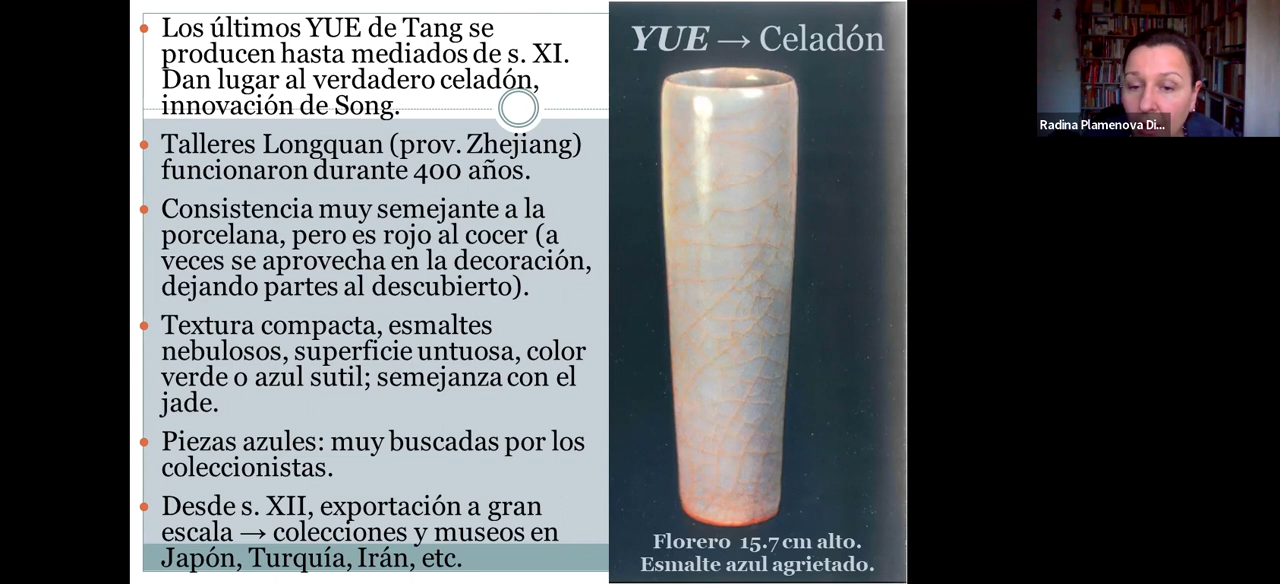 Los últimos YUE de Tang se
producen hasta mediados de s. XI.
Dan lugar al verdadero celadón,
innovación de Song.
Talleres Longquan (prov. Zhejiang)
funcionaron durante 400 años.
Consistencia muy semejante a la
porcelana, pero es rojo al cocer (a
veces se aprovecha en la decoración,
dejando partes al descubierto).
Textura compacta, esmaltes
nebulosos, superficie untuosa, color
verde o azul sutil; semejanza con el
jade.
Piezas azules: muy buscadas por los
coleccionistas.
Desde s. XII, exportación a gran
escala → colecciones y museos en
Japón, Turquía, Irán, etc.
YUE → Celadón
Florero 15.7 cm alto.
Esmalte azul agrietado.
Radina Plamenova Di...